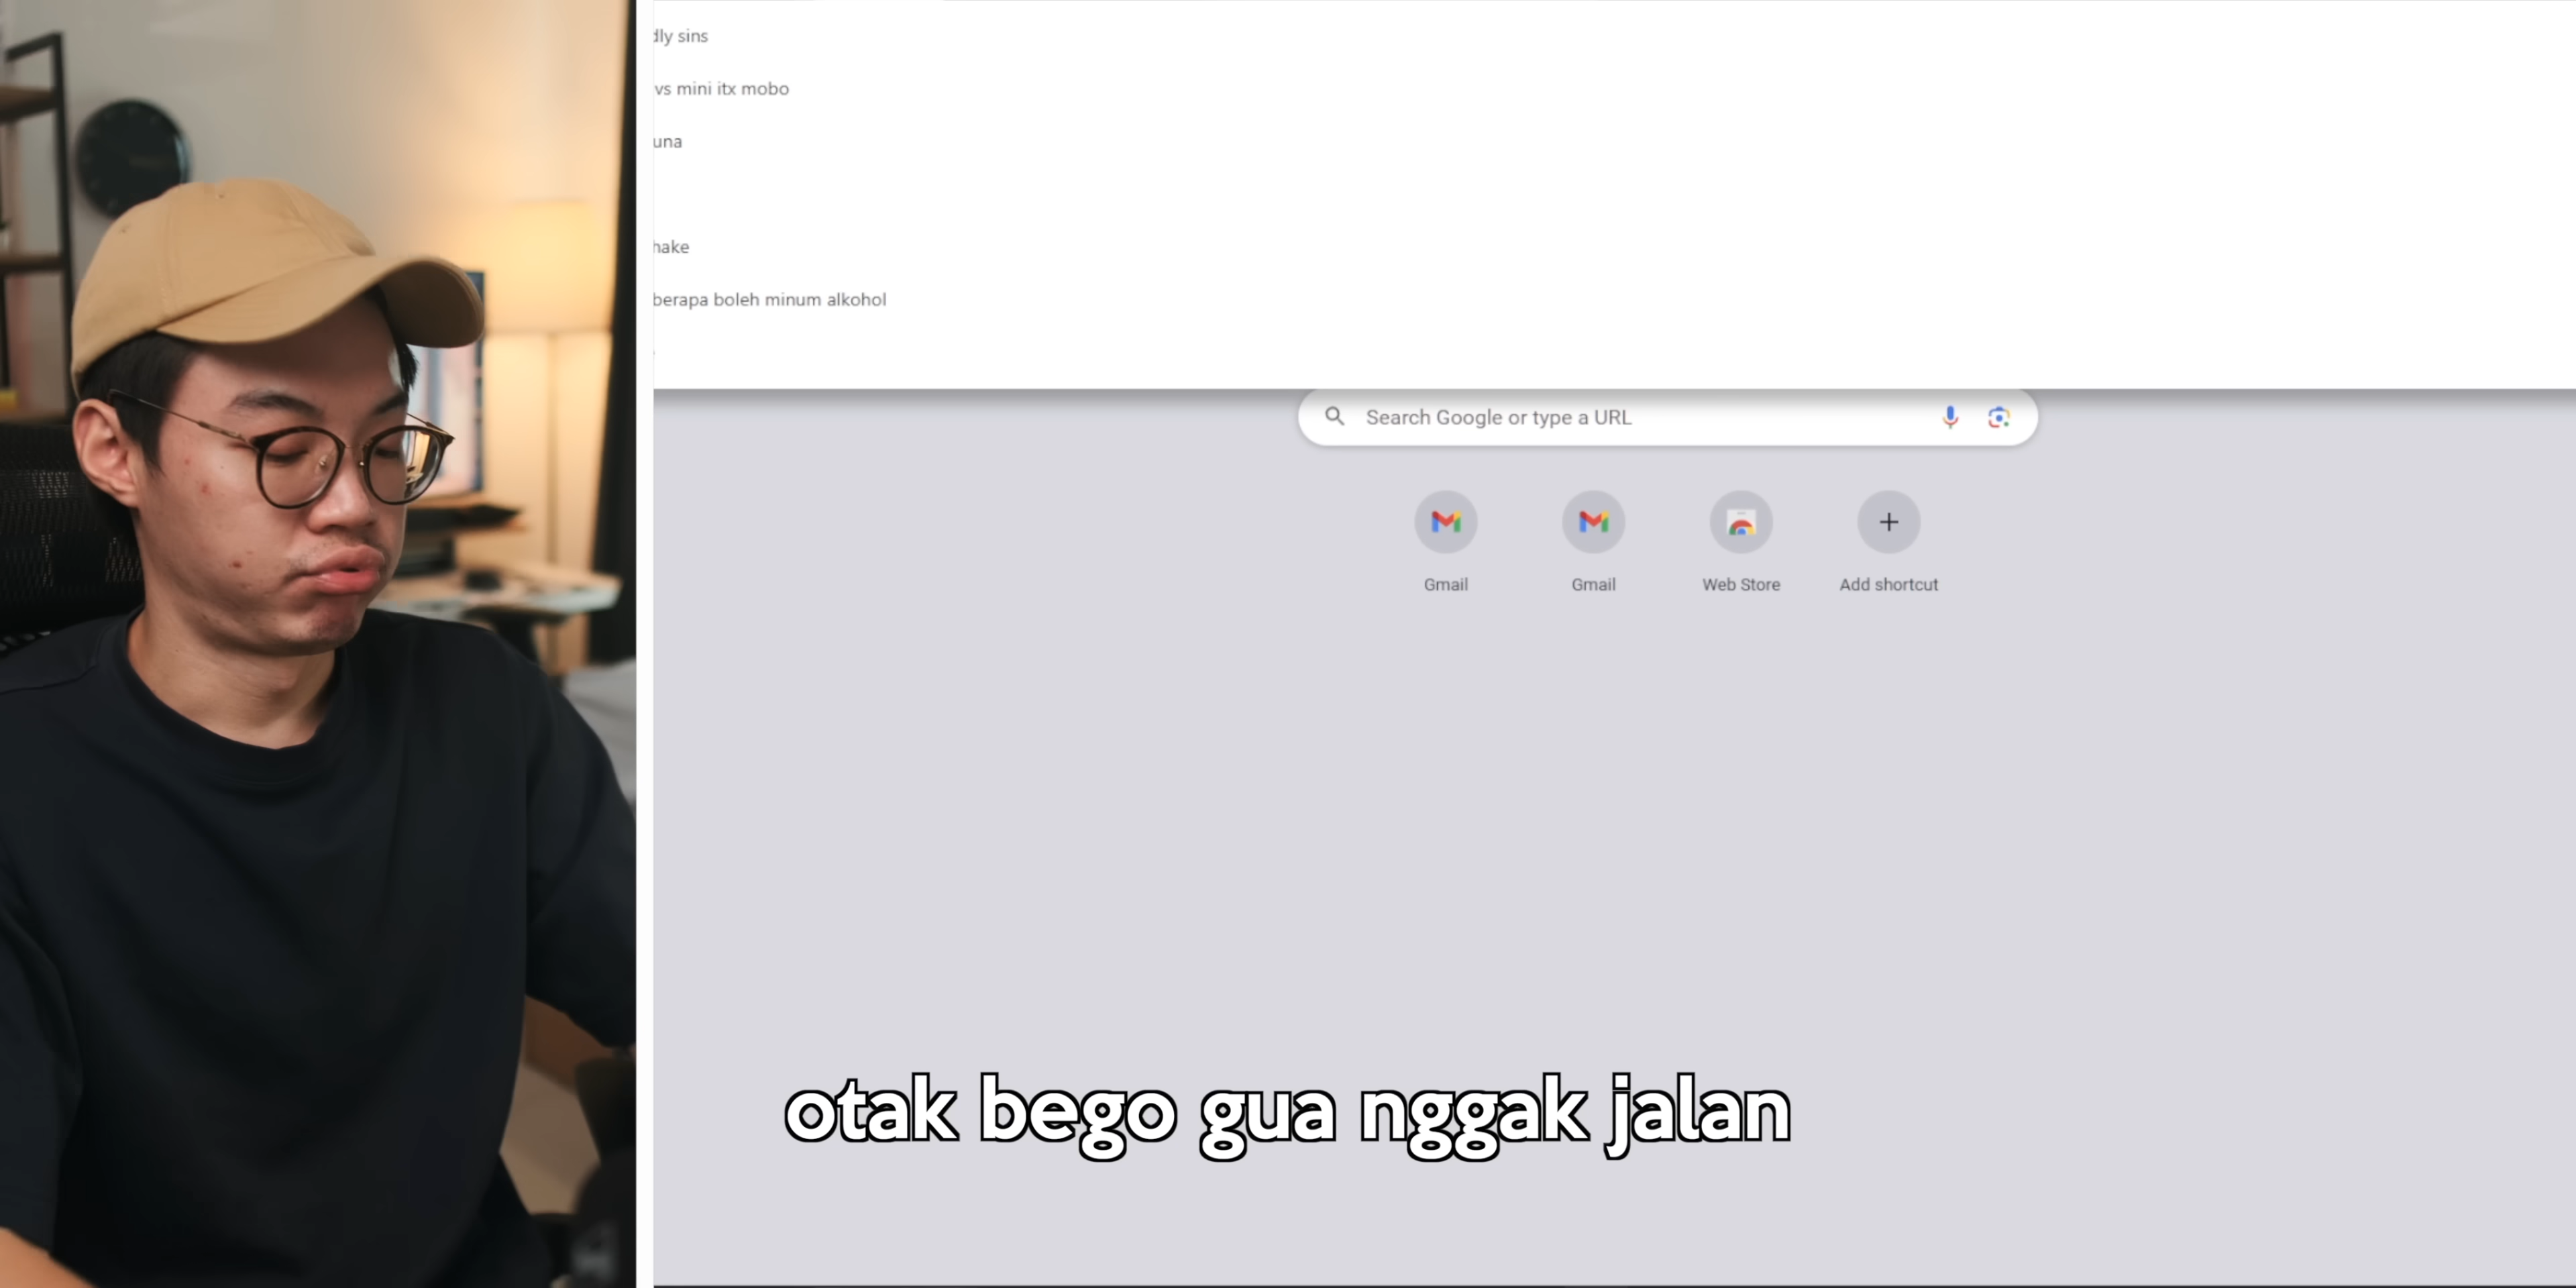 dly sins
vs mini itx mobo
una
hake
berapa boleh minum alkohol
Search Google or type a URL
Gmail
Gmail
Web Store
Add shortcut
otak bego gua nggak jalan